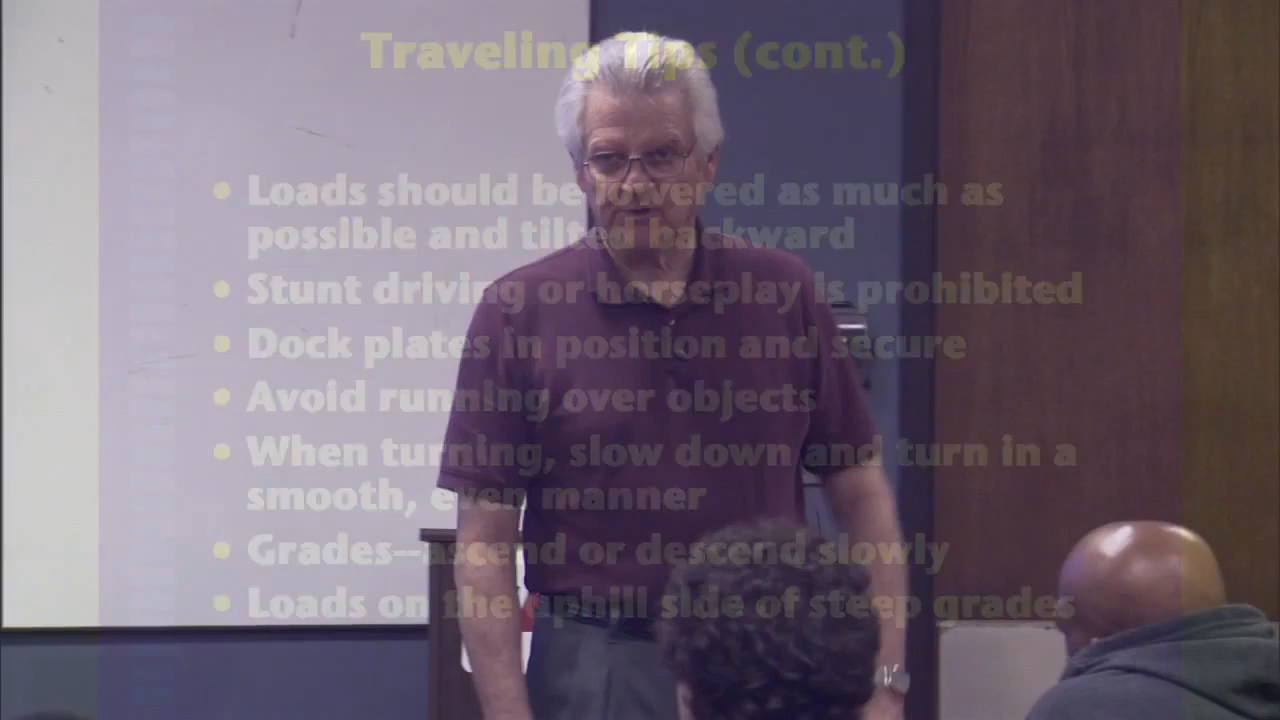 Traveling Tips (cont.)
• Loads should be lowered as much as
possible and tilted backward
• Stunt driving or horseplay is prohibited
• Dock plates in position and secure
• Avoid running over objects
• When turning, slow down and turn in a
smooth, even manner
• Grades--ascend or descend slowly
• Loads on the uphill side of steep grades